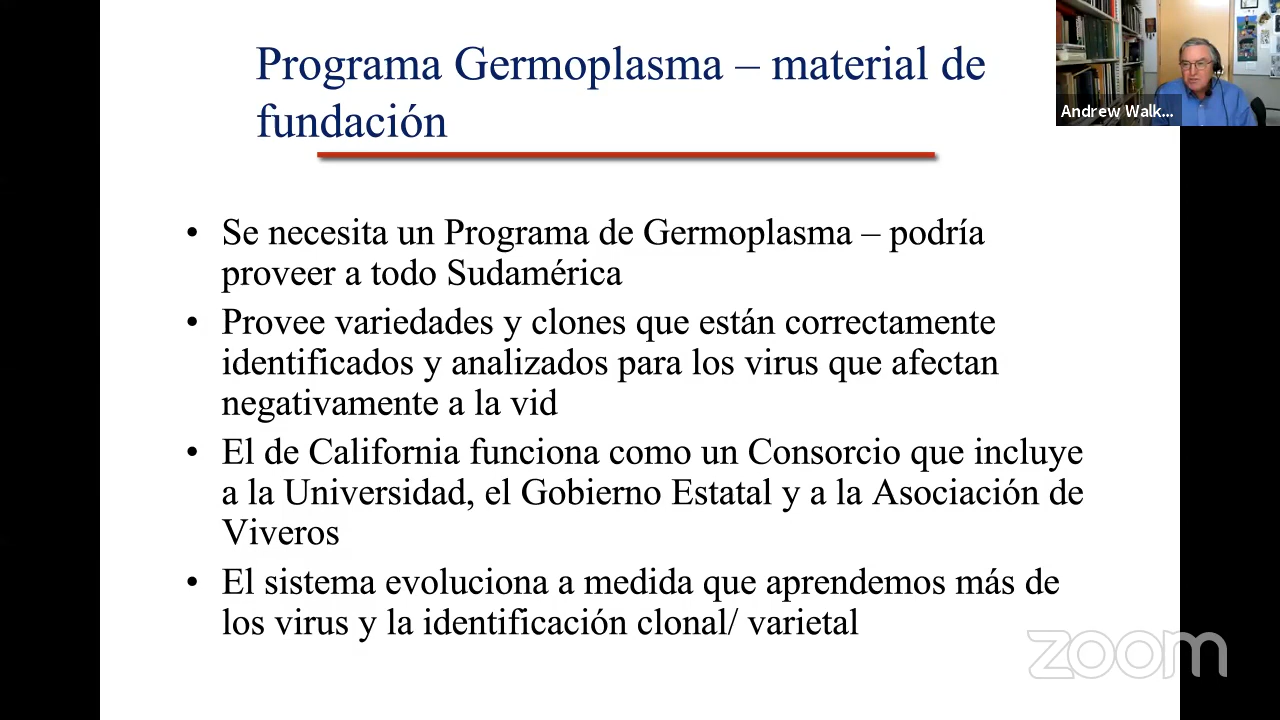 Programa Germoplasma – material de
fundación
Andrew Walk...
• Se necesita un Programa de Germoplasma – podría
proveer a todo Sudamérica
• Provee variedades y clones que están correctamente
identificados y analizados para los virus que afectan
negativamente a la vid
• El de California funciona como un Consorcio que incluye
a la Universidad, el Gobierno Estatal y a la Asociación de
Viveros
• El sistema evoluciona a medida que aprendemos más de
los virus y la identificación clonal/ varietal
zoom